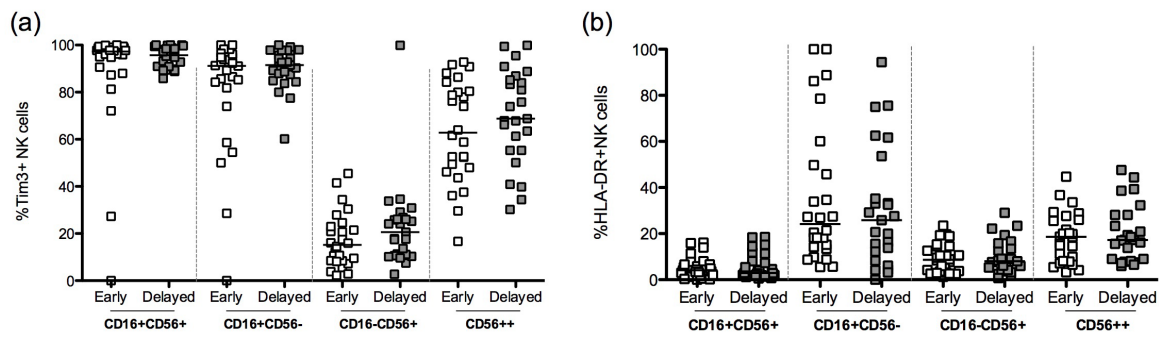 (a)
%Tim3+ NK cells
100
80
60
40
20
0
Early Delayed Early Delayed Early Delayed Early Delayed
CD16+CD56+ CD16+CD56- CD16-CD56+ CD56++
(b)
%HLA-DR+NK cells
100
80
60
40
20
0
Early Delayed Early Delayed Early Delayed Early Delayed
CD16+CD56+ CD16+CD56- CD16-CD56+ CD56++